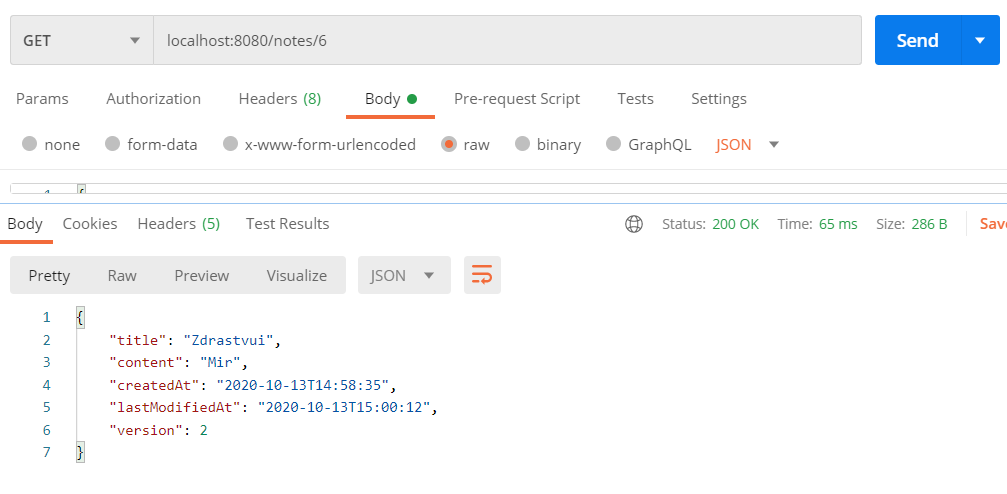 GET localhost:8080/notes/6 Send
Params Authorization Headers (8) Body Pre-request Script Tests Settings
none form-data x-www-form-urlencoded raw binary GraphQL JSON
Body Cookies Headers (5) Test Results Status: 200 OK Time: 65 ms Size: 286 B Save
Pretty Raw Preview Visualize JSON
1 {
2 "title": "Zdrastvui",
3 "content": "Mir",
4 "createdAt": "2020-10-13T14:58:35",
5 "lastModifiedAt": "2020-10-13T15:00:12",
6 "version": 2
7 }